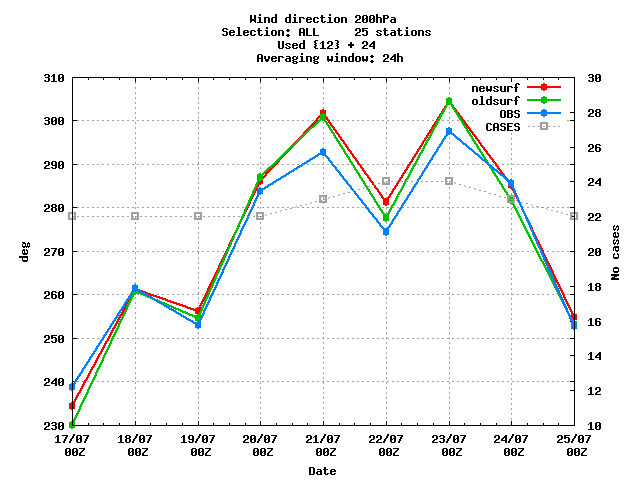 Wind direction 200hPa
Selection: ALL 25 stations
Used {12} + 24
Averaging window: 24h
310 30
newsurf
oldsurf
OBS
CASES
300 28
290 26
280 24
270 22
260 20
250 18
240 16
230 14
12
10
deg
No cases
17/07 18/07 19/07 20/07 21/07 22/07 23/07 24/07 25/07
00Z 00Z 00Z 00Z 00Z 00Z 00Z 00Z 00Z
Date